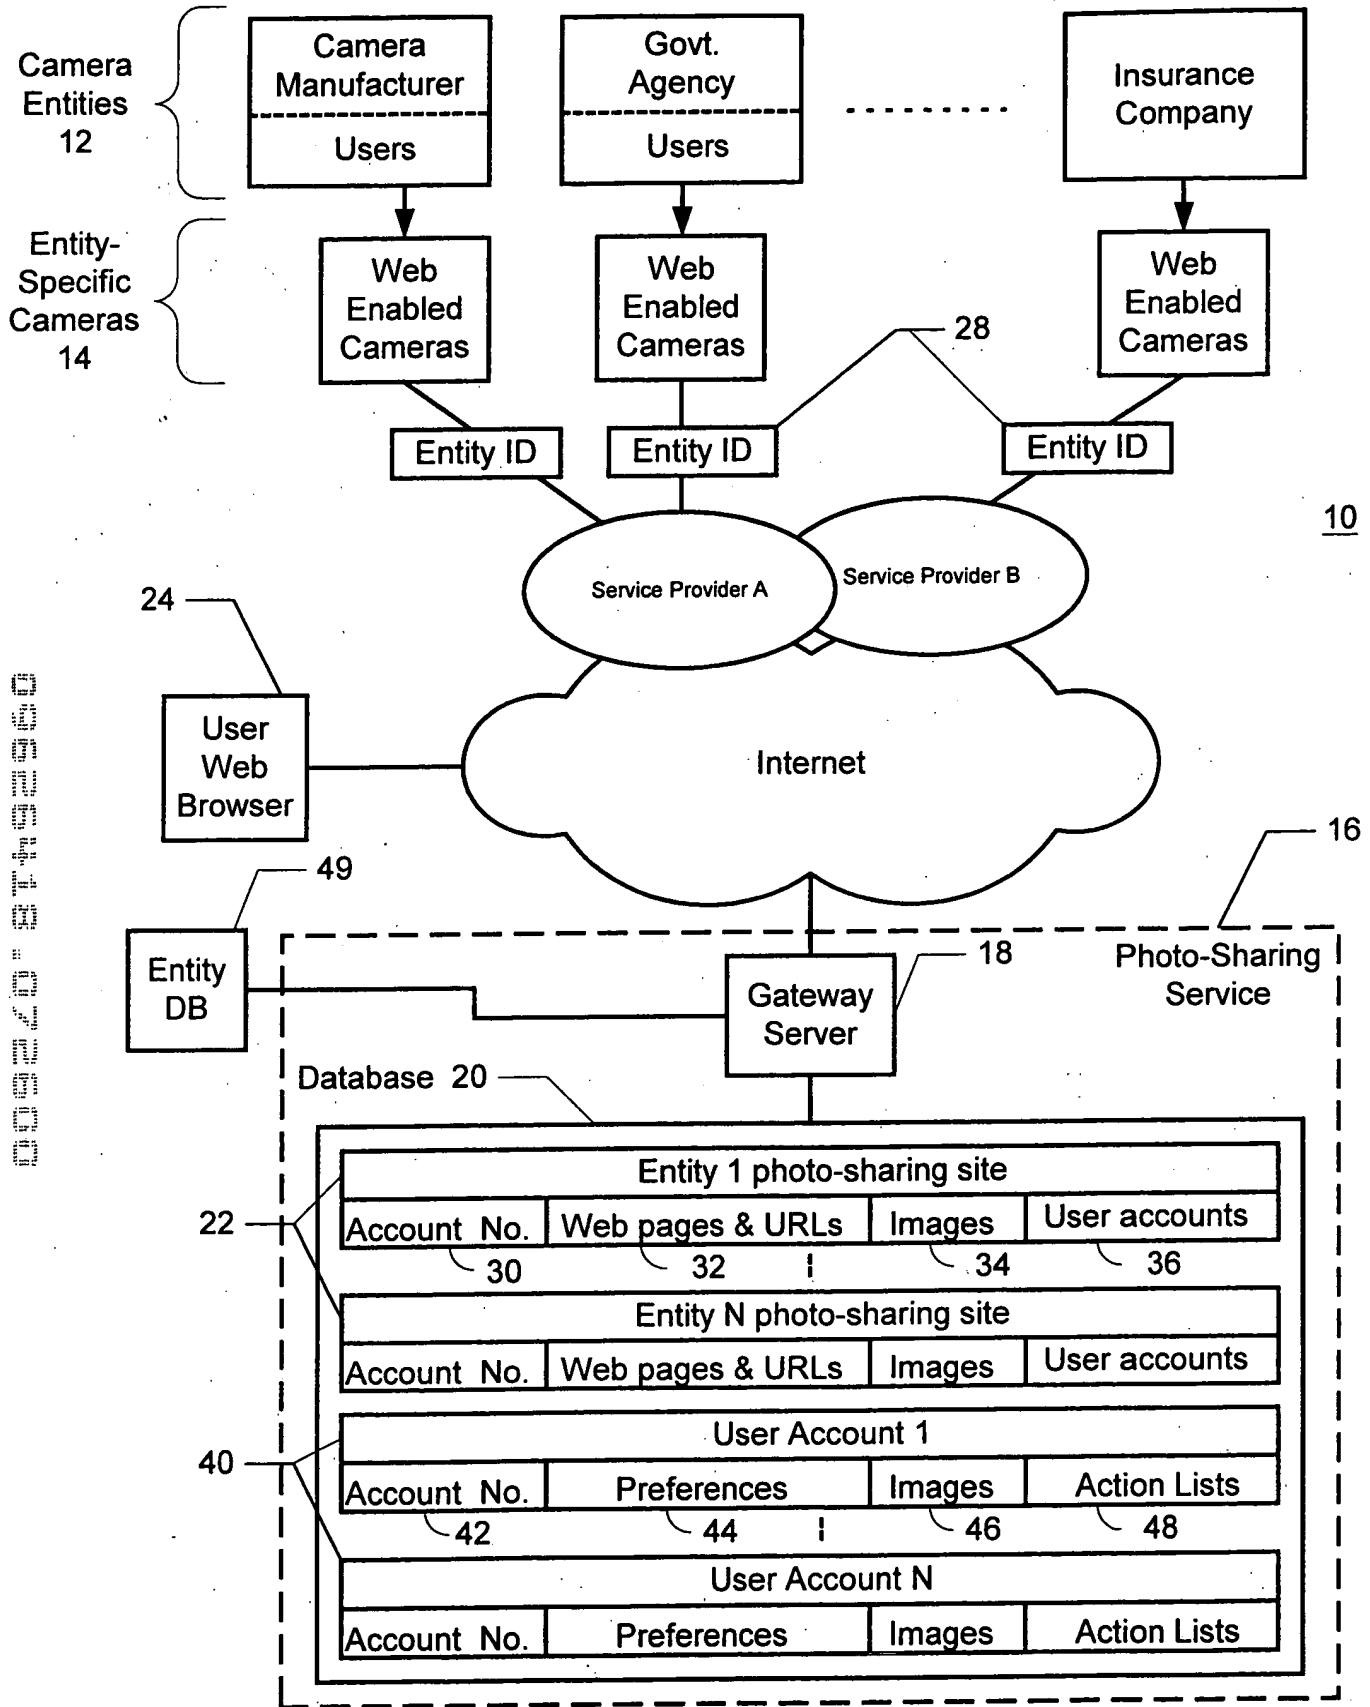 Camera
Entities
12
Camera
Manufacturer
Users
Govt.
Agency
Users
Insurance
Company
Entity-
Specific
Cameras
14
Web
Enabled
Cameras
Web
Enabled
Cameras
Web
Enabled
Cameras
28
Entity ID
Entity ID
Entity ID
10
Service Provider A
Service Provider B
24
User
Web
Browser
Internet
16
49
Entity
DB
18
Gateway
Server
Photo-Sharing
Service
Database 20
22
Entity 1 photo-sharing site
Account No. Web pages & URLs Images User accounts
30 32 34 36
Entity N photo-sharing site
Account No. Web pages & URLs Images User accounts
40
User Account 1
Account No. Preferences Images Action Lists
42 44 46 48
User Account N
Account No. Preferences Images Action Lists